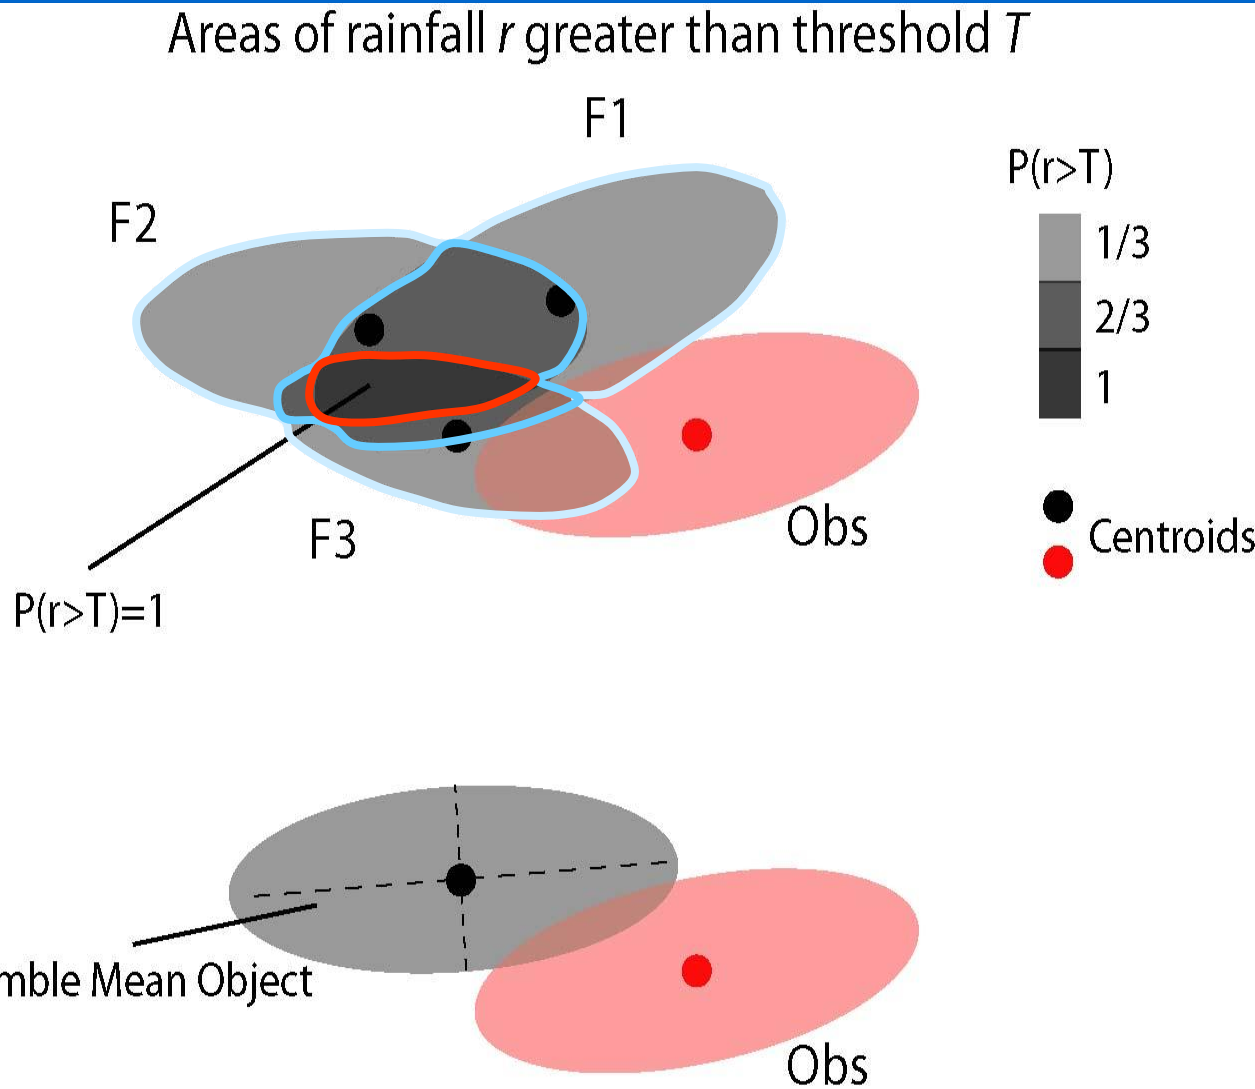 Areas of rainfall r greater than threshold T
F1
P(r>T)
F2
1/3
2/3
1
Obs
Centroids
F3
P(r>T)=1
mble Mean Object
Obs